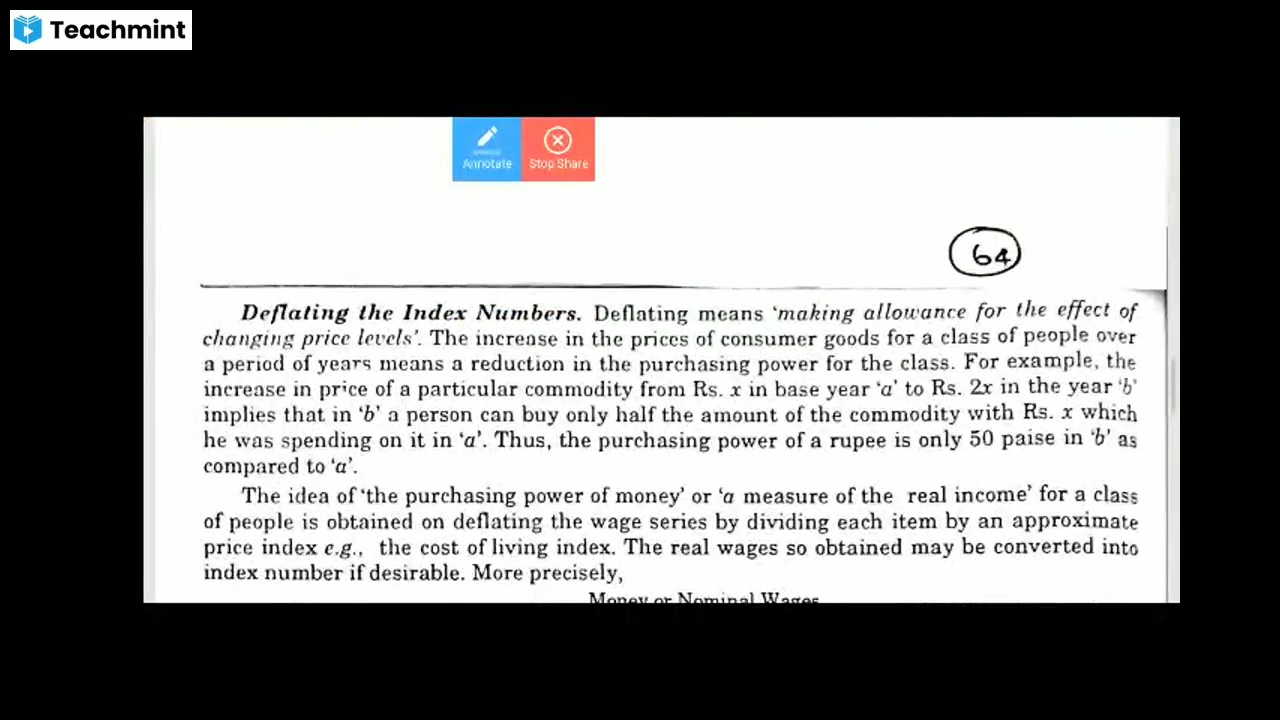 Teachmint
Annotate
Stop Share
64
Deflating the Index Numbers. Deflating means 'making allowance for the effect of
changing price levels'. The increase in the prices of consumer goods for a class of people over
a period of years means a reduction in the purchasing power for the class. For example, the
increase in price of a particular commodity from Rs. x in base year 'a' to Rs. 2x in the year 'b'
implies that in 'b' a person can buy only half the amount of the commodity with Rs. x which
he was spending on it in 'a'. Thus, the purchasing power of a rupee is only 50 paise in 'b' as
compared to 'a'.
The idea of 'the purchasing power of money' or 'a measure of the real income' for a class
of people is obtained on deflating the wage series by dividing each item by an approximate
price index e.g., the cost of living index. The real wages so obtained may be converted into
index number if desirable. More precisely,
Money or Nominal Wages